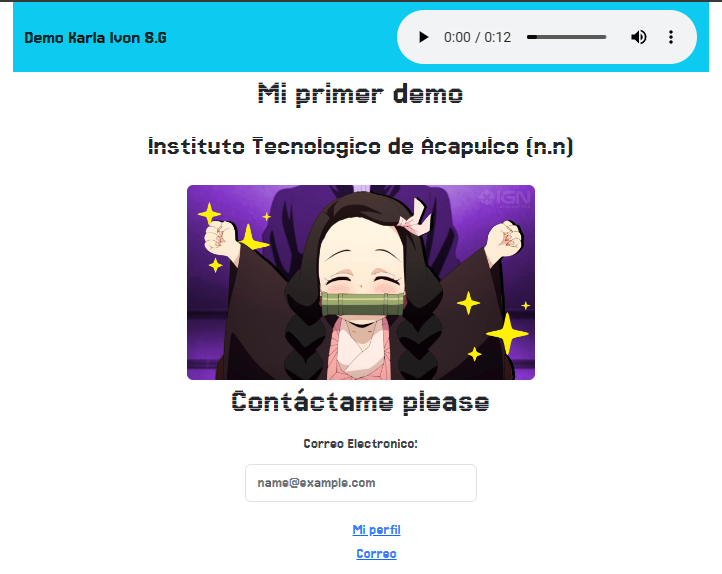 Demo Karla Ivon S.G
0:00 / 0:12
Mi primer demo
Instituto Tecnologico de Acapulco (n.n)
IGN
Contáctame please
Correo Electronico:
name@example.com
Mi perfil
Correo